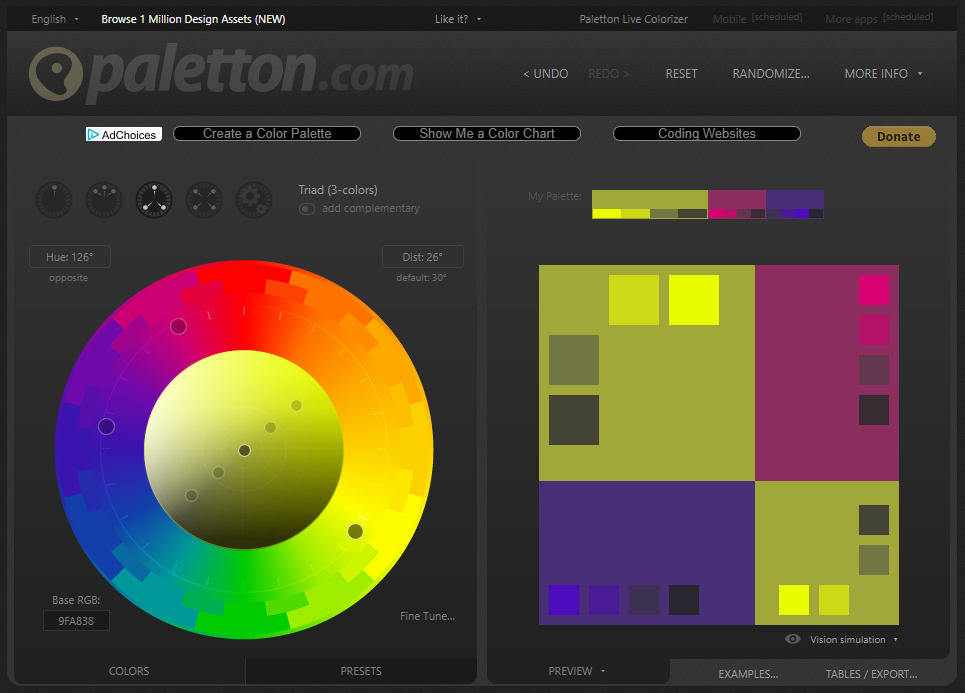 English
Browse 1 Million Design Assets (NEW)
Like it?
Paletton Live Colorizer
Mobile [scheduled]
More apps [scheduled]
paletton.com
< UNDO
REDO >
RESET
RANDOMIZE...
MORE INFO
AdChoices
Create a Color Palette
Show Me a Color Chart
Coding Websites
Donate
Triad (3-colors)
add complementary
My Palette:
Hue: 126°
opposite
Dist: 26°
default: 30°
Base RGB:
9FA838
Fine Tune...
Vision simulation
COLORS
PRESETS
PREVIEW
EXAMPLES...
TABLES / EXPORT...